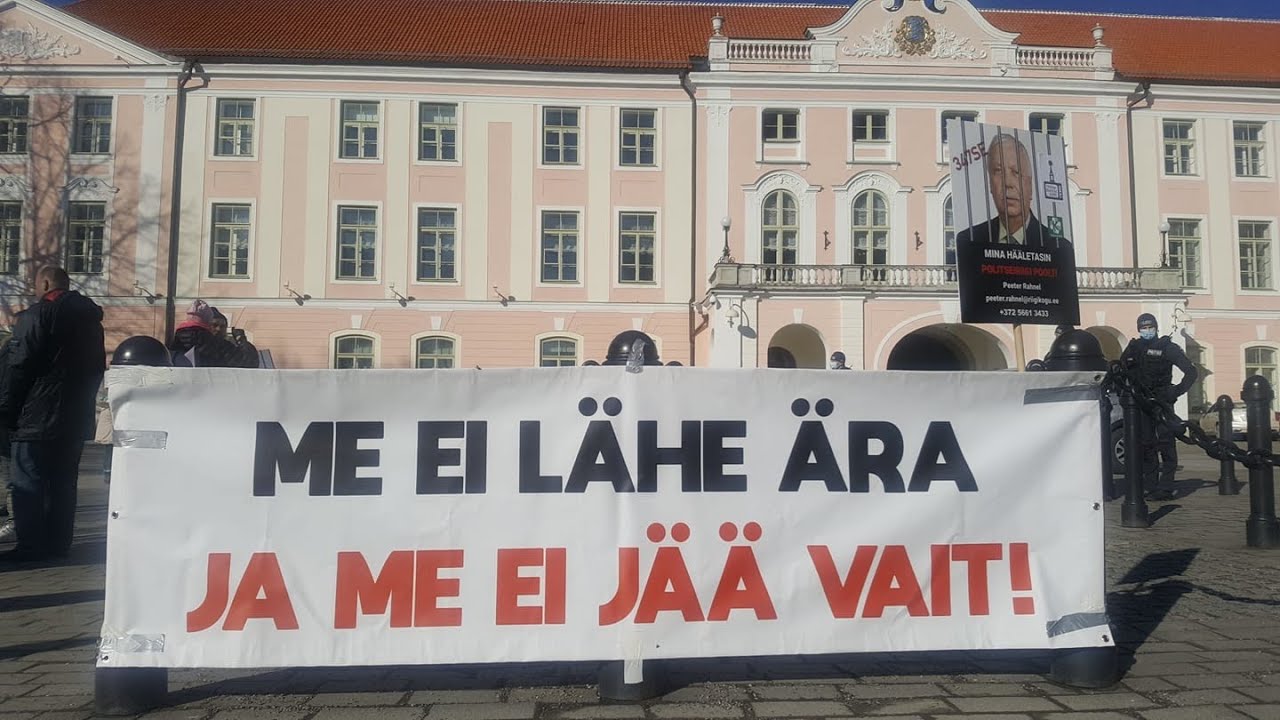 347SE
MINA HÄÄLETASIN
POLITSEIRIIGI POOLT!
Peeter Rahnel
peeter.rahnel@riigikogu.ee
+372 5661 3433
ME EI LÄHE ÄRA
JA ME EI JÄÄ VAIT!